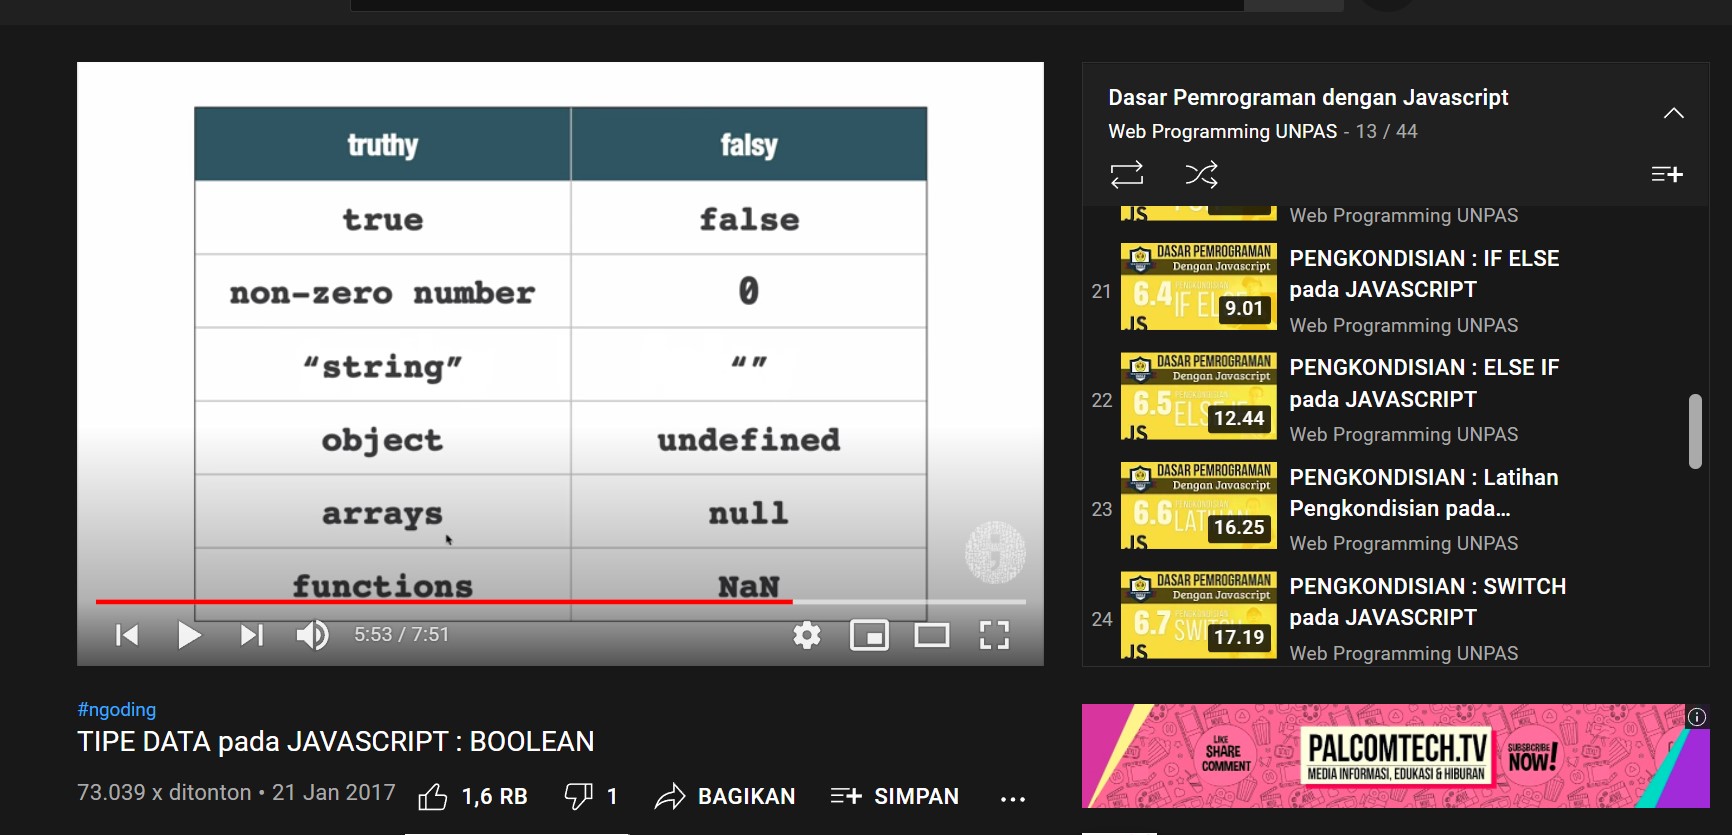 truthy falsy
true false
non-zero number 0
“string” “”
object undefined
arrays null
functions NaN
5:53 / 7:51
#ngoding
TIPE DATA pada JAVASCRIPT : BOOLEAN
73.039 x ditonton • 21 Jan 2017
1,6 RB
1
BAGIKAN
SIMPAN
Dasar Pemrograman dengan Javascript
Web Programming UNPAS - 13 / 44
JS
Web Programming UNPAS
21
DASAR PEMROGRAMAN
Dengan Javascript
6.4 IF
JS
9.01
PENGKONDISIAN : IF ELSE
pada JAVASCRIPT
Web Programming UNPAS
22
DASAR PEMROGRAMAN
Dengan Javascript
6.5
JS
12.44
PENGKONDISIAN : ELSE IF
pada JAVASCRIPT
Web Programming UNPAS
23
DASAR PEMROGRAMAN
Dengan Javascript
6.6
JS
16.25
PENGKONDISIAN : Latihan
Pengkondisian pada...
Web Programming UNPAS
24
DASAR PEMROGRAMAN
Dengan Javascript
6.7
JS
17.19
PENGKONDISIAN : SWITCH
pada JAVASCRIPT
Web Programming UNPAS
LIKE
SHARE
COMMENT
PALCOMTECH.TV
MEDIA INFORMASI, EDUKASI & HIBURAN
SUBSCRIBE
NOW!